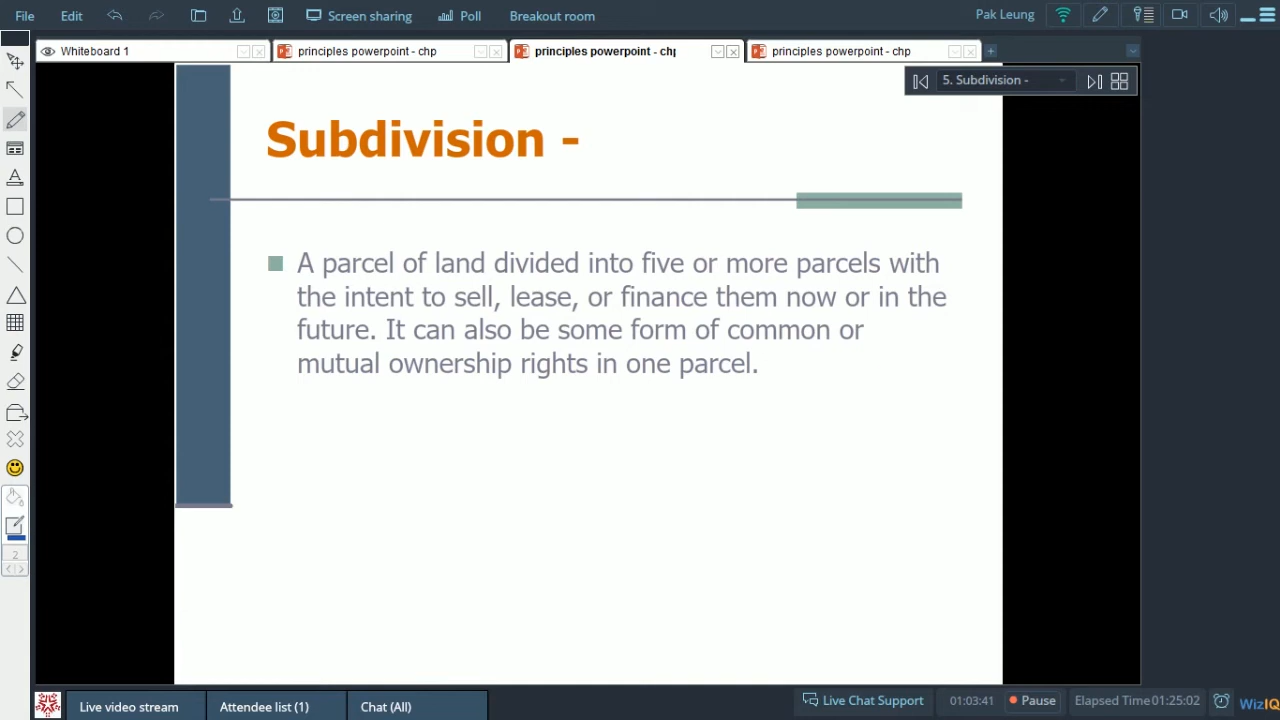 File Edit Screen sharing Poll Breakout room Pak Leung
Whiteboard 1 principles powerpoint - chp principles powerpoint - chp principles powerpoint - chp
5. Subdivision -
Subdivision -
A parcel of land divided into five or more parcels with
the intent to sell, lease, or finance them now or in the
future. It can also be some form of common or
mutual ownership rights in one parcel.
A
2
Live video stream Attendee list (1) Chat (All) Live Chat Support 01:03:41 Pause Elapsed Time 01:25:02 WizIQ